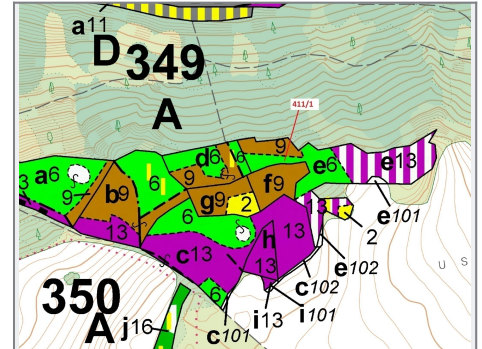 a11
D 349
A
411/1
d6
6
9
e6
e13
a6
3
9
b9
6
9
g9
2
f9
6
13
13
2
e101
h
13
c13
13
e102
c102
U S
350
A
j16
6
c101
i13
i101